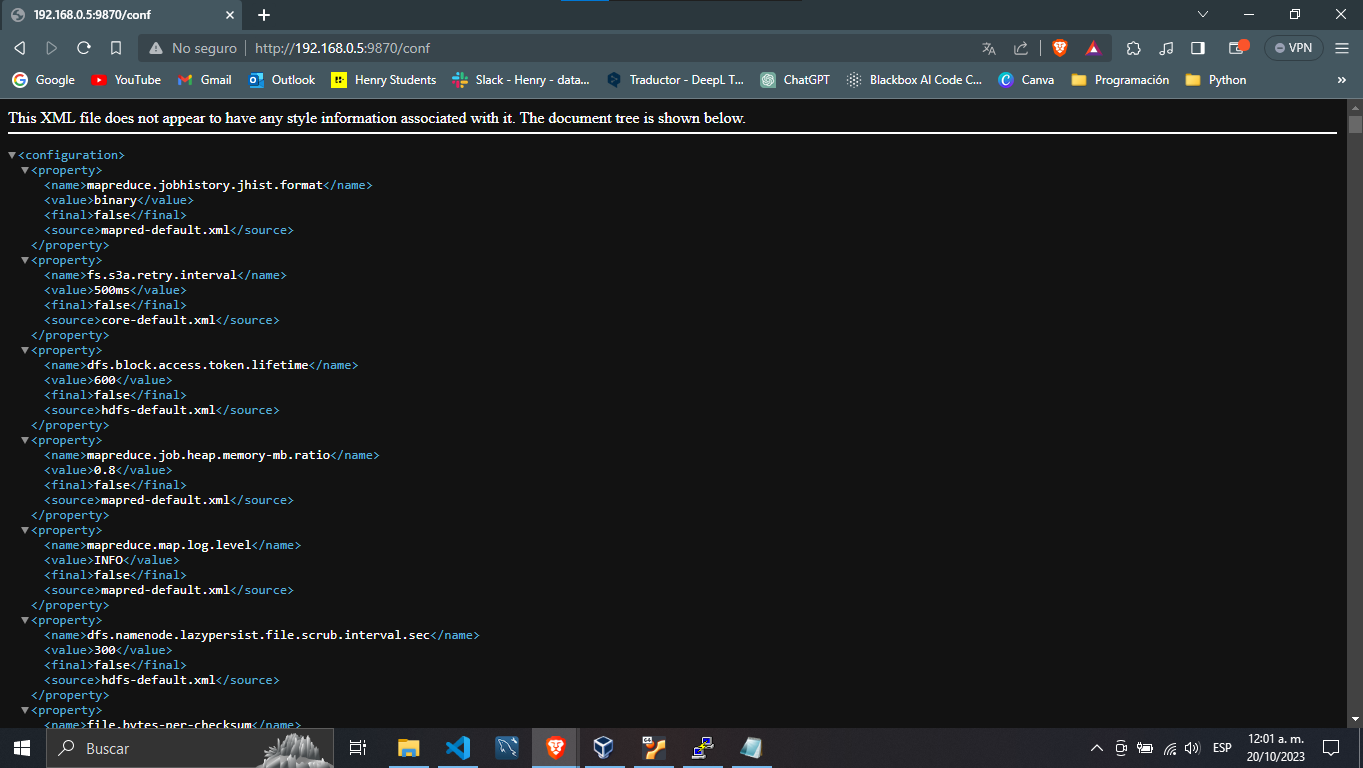 192.168.0.5:9870/conf
No seguro
http://192.168.0.5:9870/conf
VPN
Google
YouTube
Gmail
Outlook
Henry Students
Slack - Henry - data...
Traductor - DeepL T...
ChatGPT
Blackbox AI Code C...
Canva
Programación
Python
»
This XML file does not appear to have any style information associated with it. The document tree is shown below.
<configuration>
<property>
<name>mapreduce.jobhistory.jhist.format</name>
<value>binary</value>
<final>false</final>
<source>mapred-default.xml</source>
</property>
<property>
<name>fs.s3a.retry.interval</name>
<value>500ms</value>
<final>false</final>
<source>core-default.xml</source>
</property>
<property>
<name>dfs.block.access.token.lifetime</name>
<value>600</value>
<final>false</final>
<source>hdfs-default.xml</source>
</property>
<property>
<name>mapreduce.job.heap.memory-mb.ratio</name>
<value>0.8</value>
<final>false</final>
<source>mapred-default.xml</source>
</property>
<property>
<name>mapreduce.map.log.level</name>
<value>INFO</value>
<final>false</final>
<source>mapred-default.xml</source>
</property>
<property>
<name>dfs.namenode.lazypersist.file.scrub.interval.sec</name>
<value>300</value>
<final>false</final>
<source>hdfs-default.xml</source>
</property>
<property>
<name>file.bytes-per-checksum</name>
Buscar
ESP
12:01 a. m.
20/10/2023